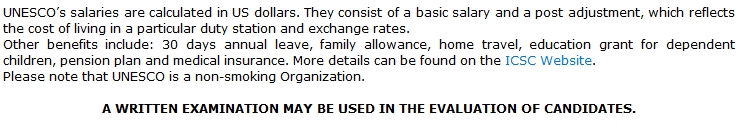 UNESCO's salaries are calculated in US dollars. They consist of a basic salary and a post adjustment, which reflects
the cost of living in a particular duty station and exchange rates.
Other benefits include: 30 days annual leave, family allowance, home travel, education grant for dependent
children, pension plan and medical insurance. More details can be found on the ICSC Website.
Please note that UNESCO is a non-smoking Organization.
A WRITTEN EXAMINATION MAY BE USED IN THE EVALUATION OF CANDIDATES.